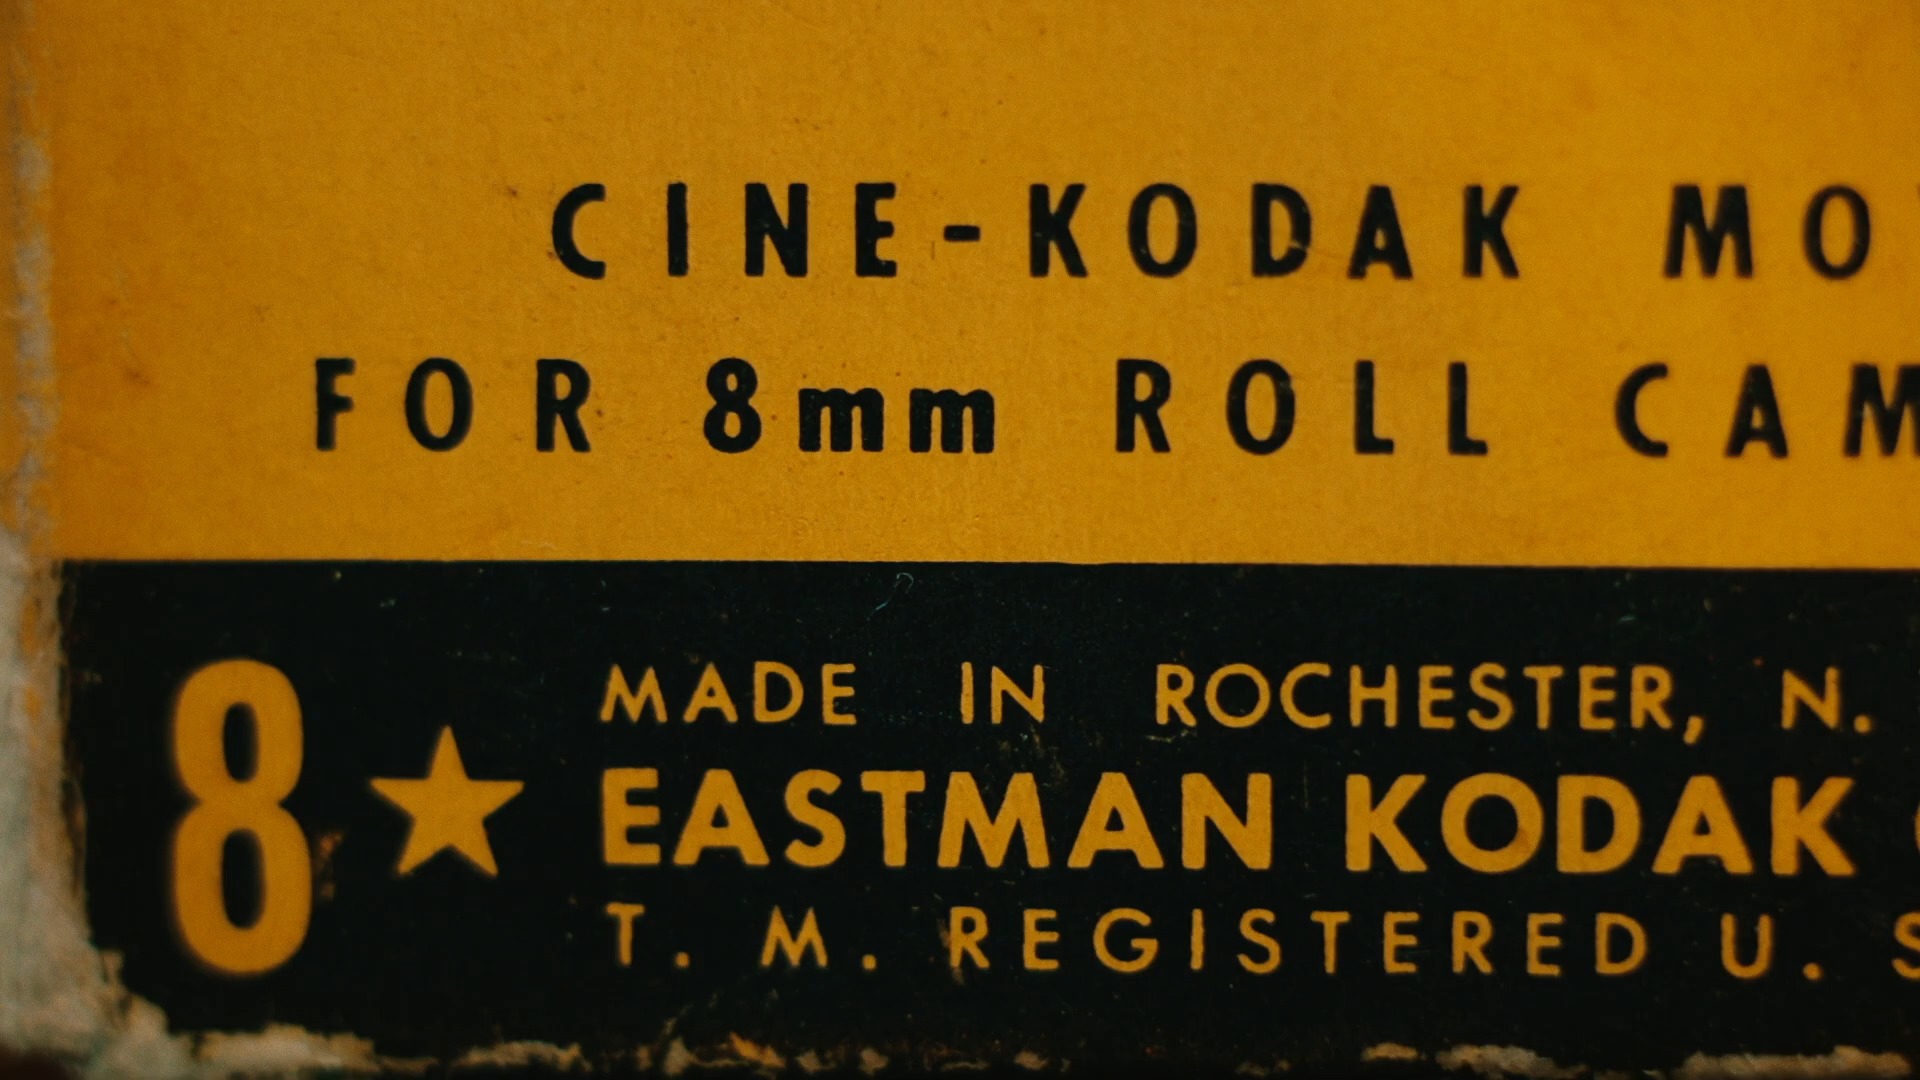 CINE-KODAK MO
FOR 8mm ROLL CAM
8★
MADE IN ROCHESTER, N.
EASTMAN KODAK
T. M. REGISTERED U. S